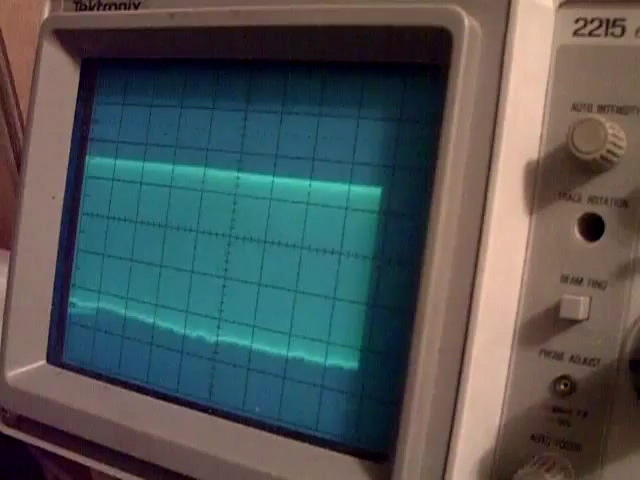 Tektronix
2215
AUTO INTENSITY
TRACE ROTATION
BEAM FIND
PROBE ADJUST
AUTO FOCUS